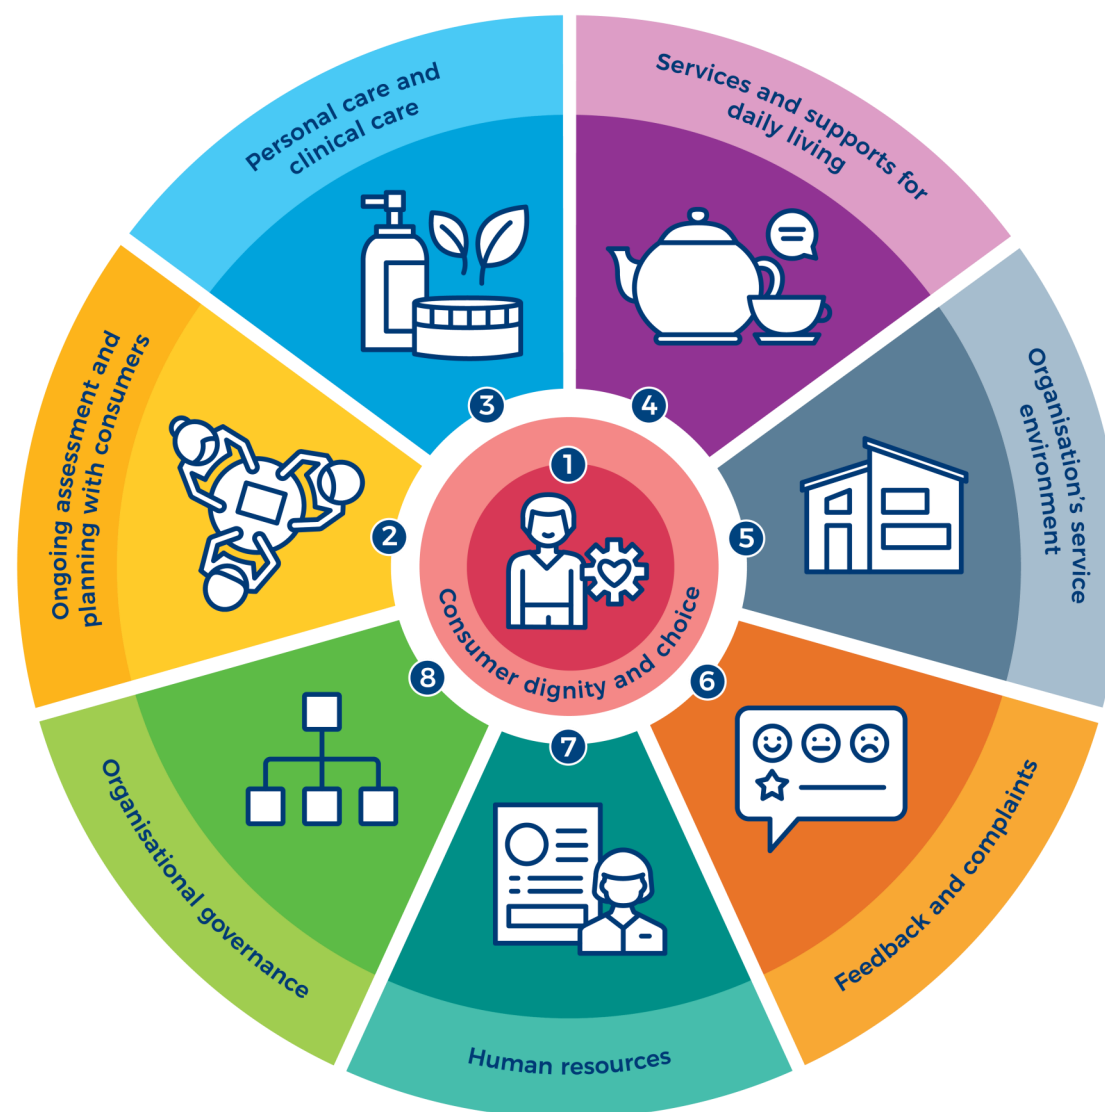 1
Consumer dignity and choice
2
Ongoing assessment and
planning with consumers
3
Personal care and
clinical care
4
Services and supports for
daily living
5
Organisation's service
environment
6
Feedback and complaints
7
Human resources
8
Organisational governance